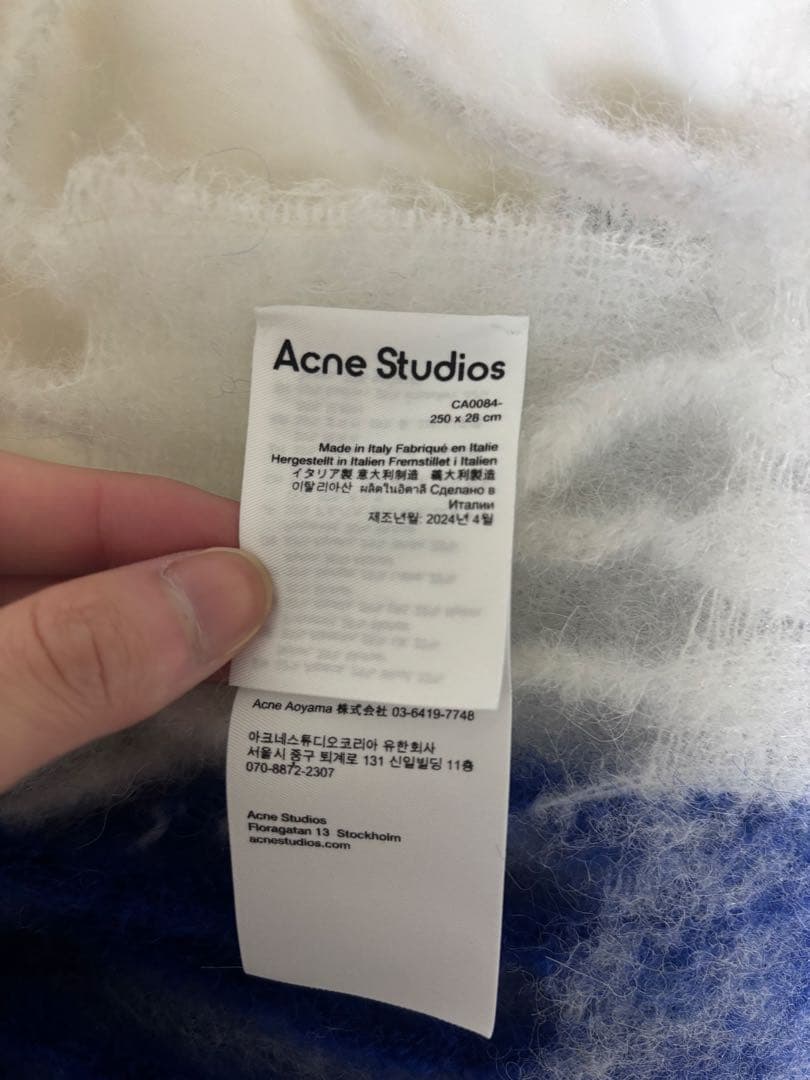 Acne Studios
CA0084-
250 x 28 cm
Made in Italy Fabriqué en Italie
Hergestellt in Italien Fremstillet i Italien
イタリア製 意大利制造 義大利製造
이탈리아산 ผลิตในอิตาลี Сделано в
Италии
제조년월: 2024년 4월
Acne Aoyama 株式会社 03-6419-7748
아크네스튜디오코리아 유한회사
서울시 중구 퇴계로 131 신일빌딩 11층
070-8872-2307
Acne Studios
Floragatan 13 Stockholm
acnestudios.com